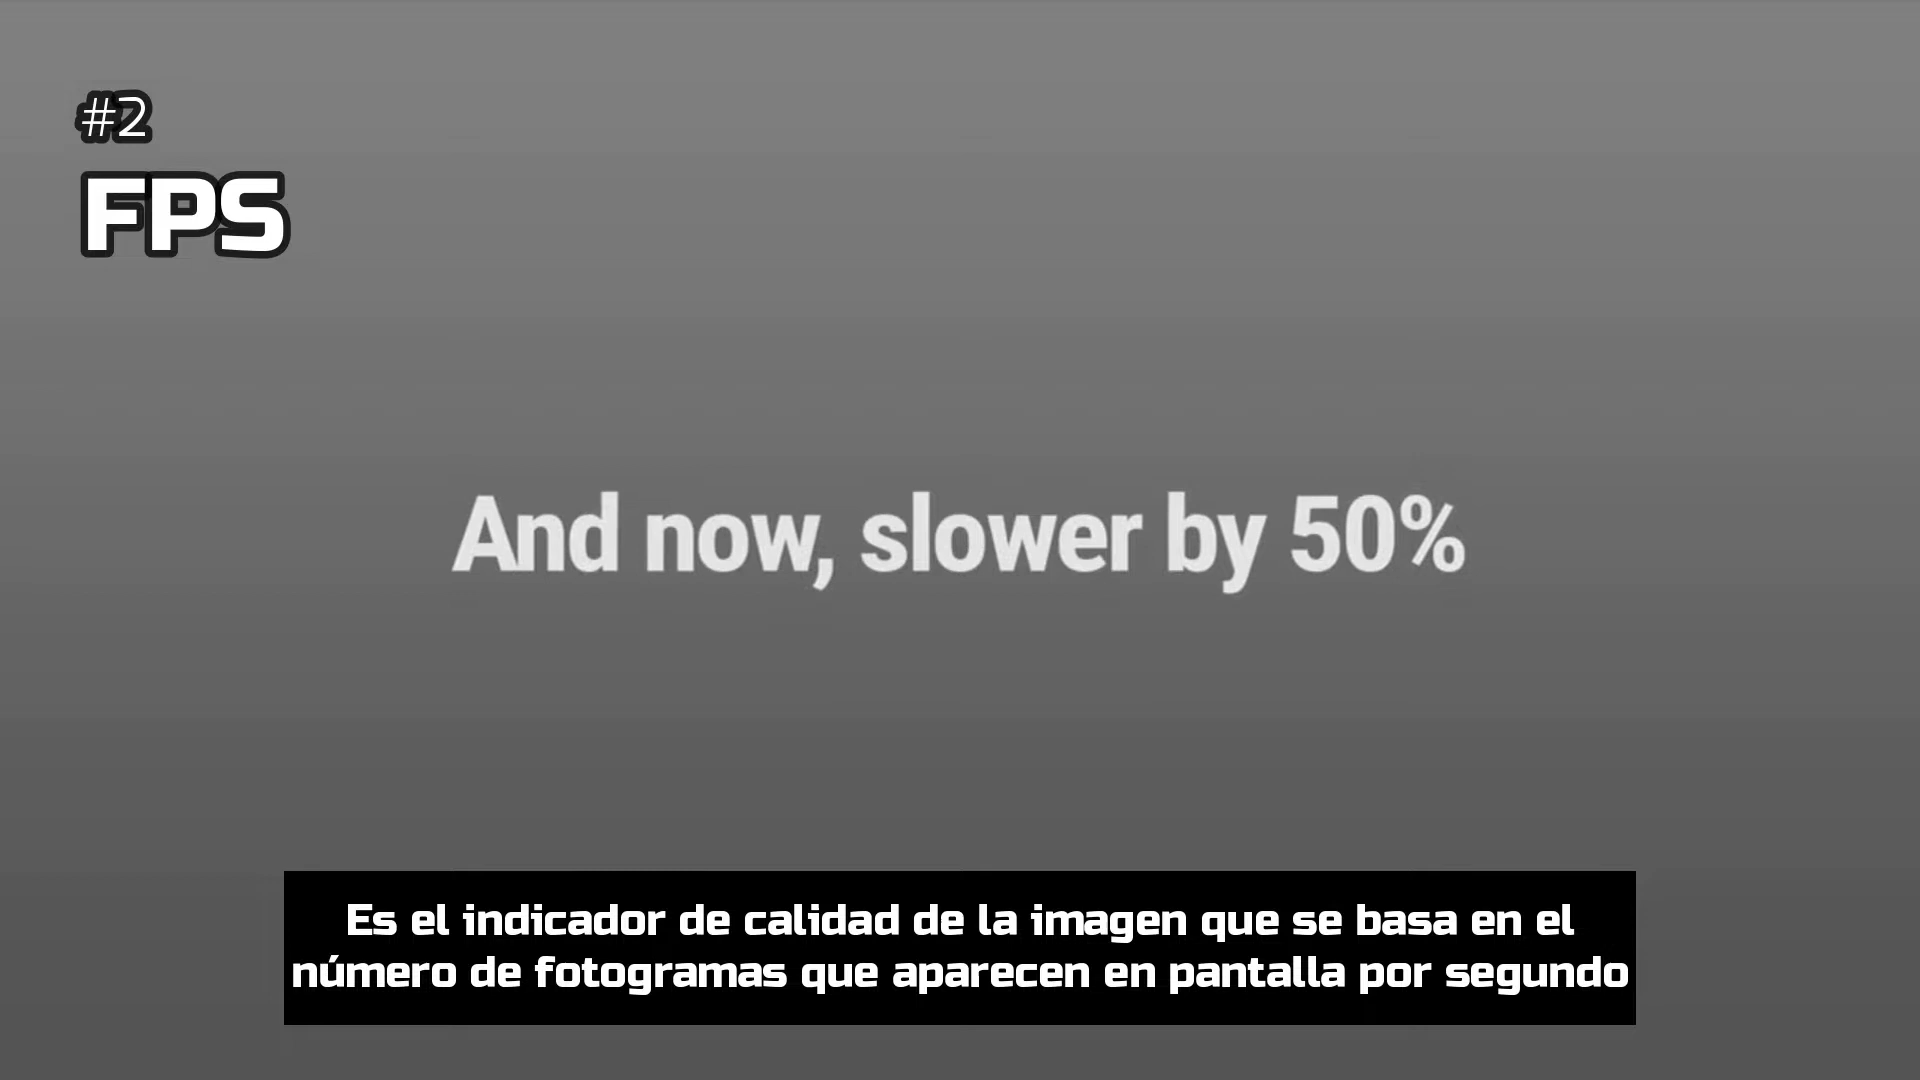 #2
FPS
And now, slower by 50%
Es el indicador de calidad de la imagen que se basa en el
número de fotogramas que aparecen en pantalla por segundo